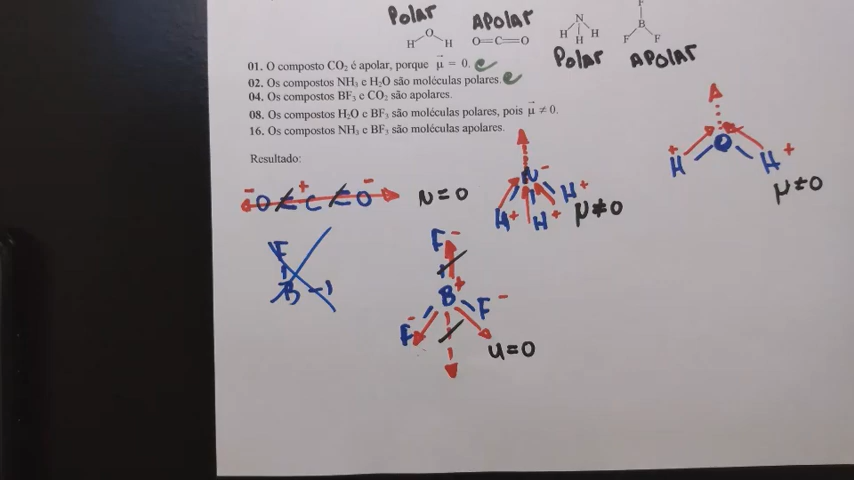 POLAR APOLAR
H O H O=C=O N H H H F B F F
POLAR APOLAR
01. O composto CO₂ é apolar, porque μ⃗ = 0. C
02. Os compostos NH₃ e H₂O são moléculas polares. C
04. Os compostos BF₃ e CO₂ são apolares.
08. Os compostos H₂O e BF₃ são moléculas polares, pois μ⃗ ≠ 0.
16. Os compostos NH₃ e BF₃ são moléculas apolares.
Resultado:
O C O μ=0
N H H H μ≠0
O H H μ≠0
F B
F B F F u=0